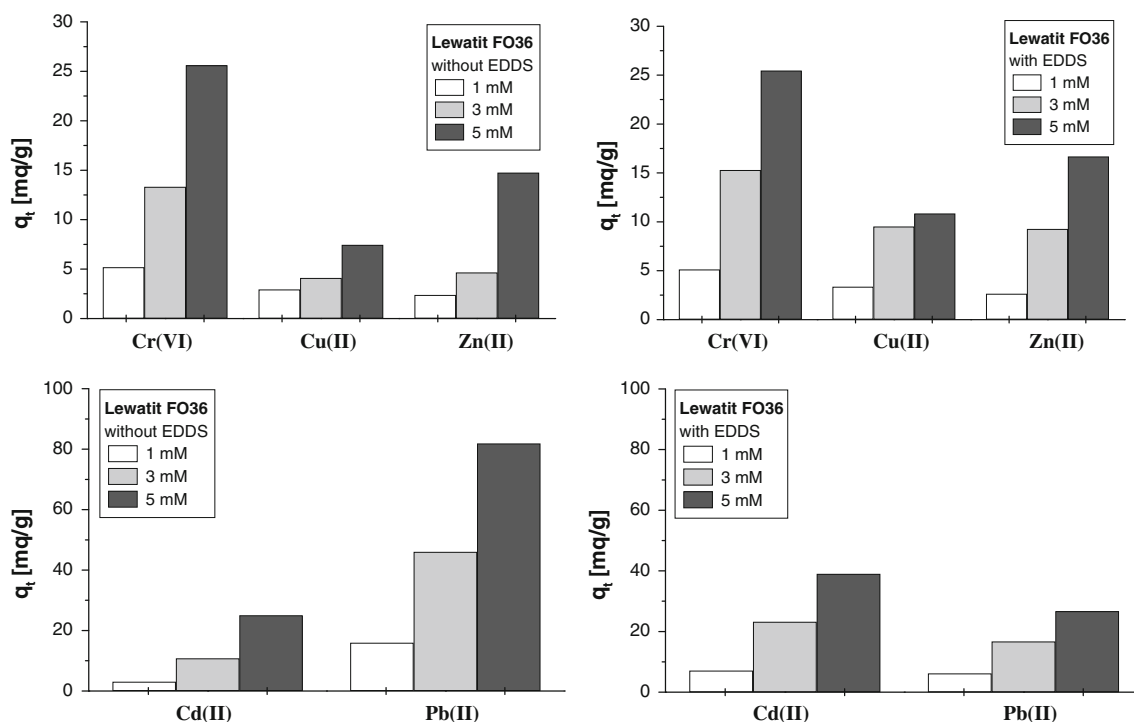 30
25
20
15
10
5
0
q_t [mq/g]
Lewatit FO36
without EDDS
1 mM
3 mM
5 mM
Cr(VI)
Cu(II)
Zn(II)
30
25
20
15
10
5
0
q_t [mq/g]
Lewatit FO36
with EDDS
1 mM
3 mM
5 mM
Cr(VI)
Cu(II)
Zn(II)
100
80
60
40
20
0
q_t [mq/g]
Lewatit FO36
without EDDS
1 mM
3 mM
5 mM
Cd(II)
Pb(II)
100
80
60
40
20
0
q_t [mq/g]
Lewatit FO36
with EDDS
1 mM
3 mM
5 mM
Cd(II)
Pb(II)